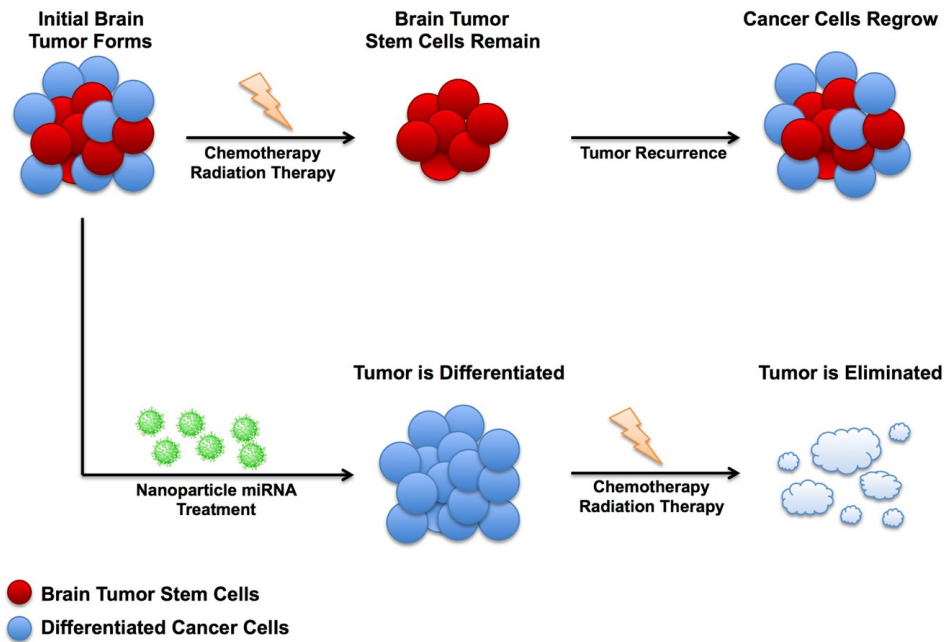 Initial Brain
Tumor Forms
Brain Tumor
Stem Cells Remain
Cancer Cells Regrow
Chemotherapy
Radiation Therapy
Tumor Recurrence
Tumor is Differentiated
Tumor is Eliminated
Nanoparticle miRNA
Treatment
Chemotherapy
Radiation Therapy
Brain Tumor Stem Cells
Differentiated Cancer Cells